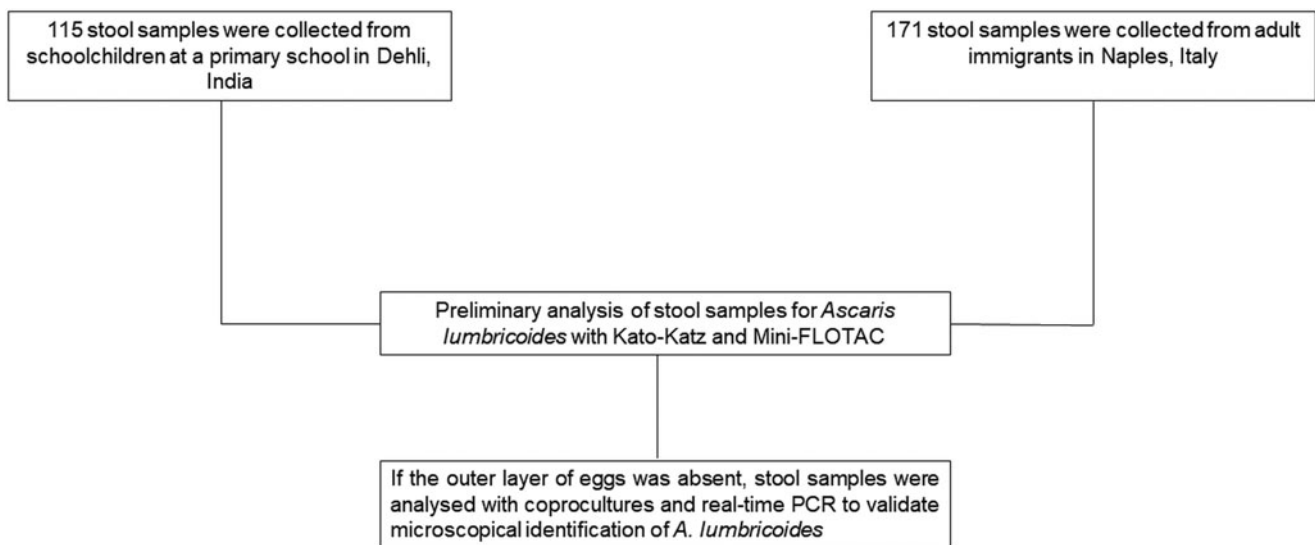 115 stool samples were collected from
schoolchildren at a primary school in Dehli,
India
171 stool samples were collected from adult
immigrants in Naples, Italy
Preliminary analysis of stool samples for Ascaris
lumbricoides with Kato-Katz and Mini-FLOTAC
If the outer layer of eggs was absent, stool samples were
analysed with coprocultures and real-time PCR to validate
microscopical identification of A. lumbricoides